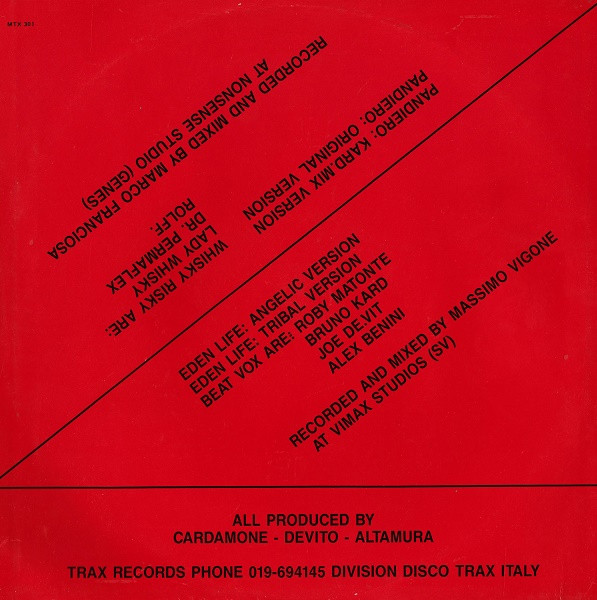 PANDIERO: KARD.MIX VERSION
PANDIERO: ORIGINAL VERSION
WHISKY RISKY ARE:
LADY WHISKY
DR. PERMAFLEX
ROLFF:
RECORDED AND MIXED BY MARCO FRANCIOSA
AT NONSENSE STUDIO (GENES)
EDEN LIFE: ANGELIC VERSION
EDEN LIFE: TRIBAL VERSION
BEAT VOX ARE: ROBY MATONTE
BRUNO KARD
JOE DE.VIT
ALEX BENINI
RECORDED AND MIXED BY MASSIMO VIGONE
AT VIMAX STUDIOS (SV)
ALL PRODUCED BY
CARDAMONE - DEVITO - ALTAMURA
TRAX RECORDS PHONE 019-694145 DIVISION DISCO TRAX ITALY